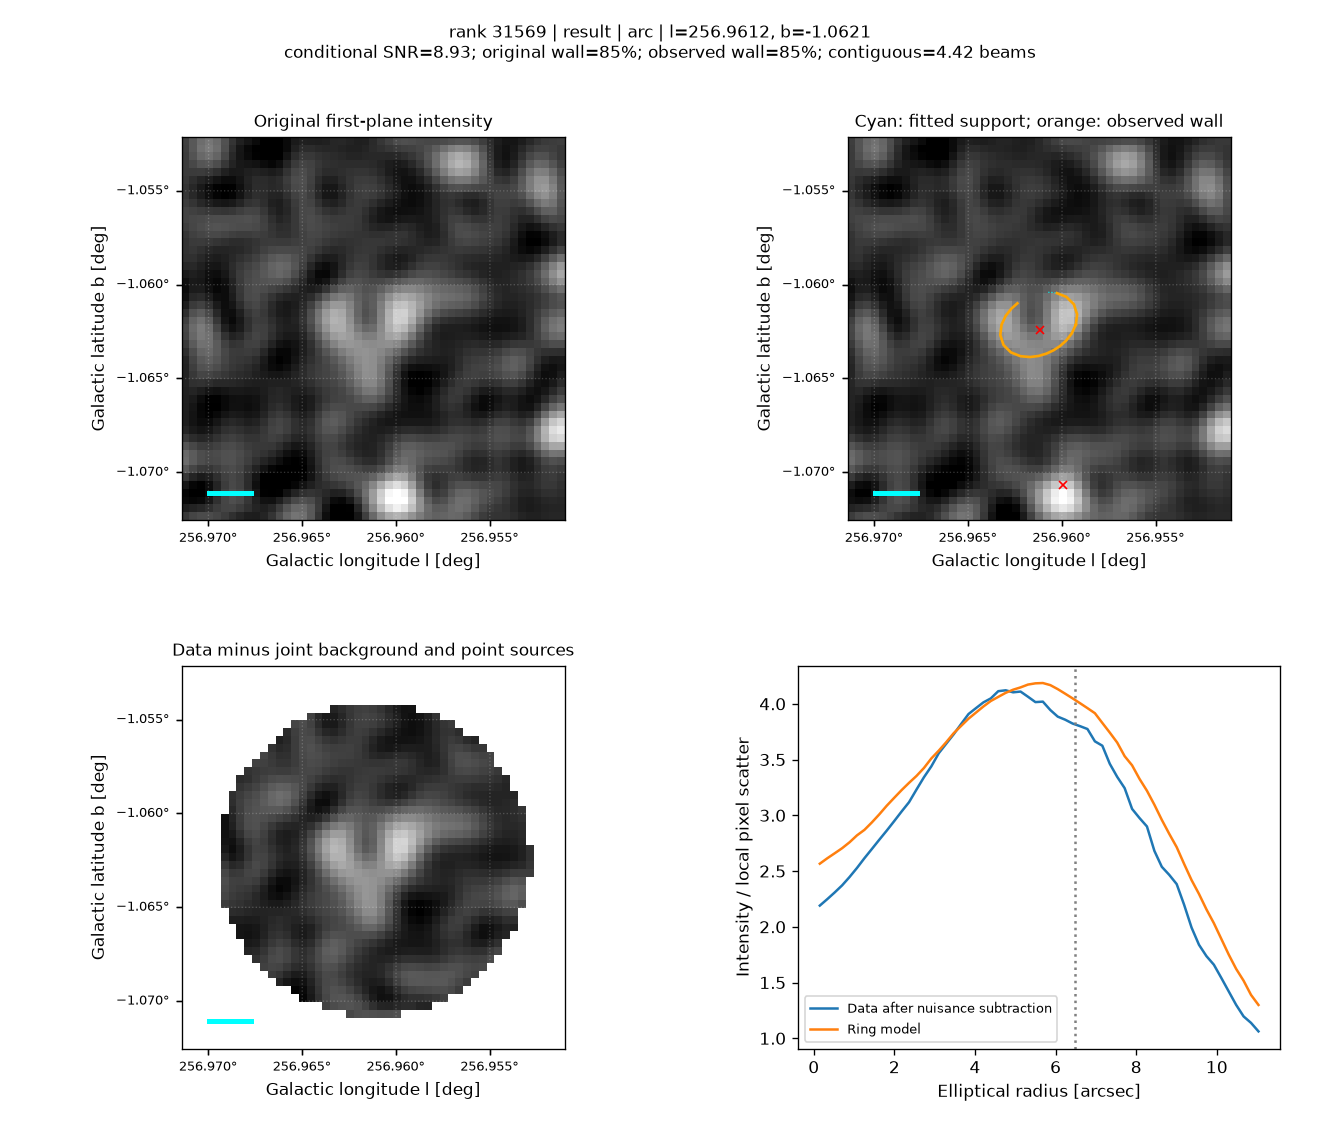 rank 31569 | result | arc | l=256.9612, b=-1.0621
conditional SNR=8.93; original wall=85%; observed wall=85%; contiguous=4.42 beams
Original first-plane intensity
−1.055°
−1.060°
−1.065°
−1.070°
Galactic latitude b [deg]
256.970°
256.965°
256.960°
256.955°
Galactic longitude l [deg]
Cyan: fitted support; orange: observed wall
−1.055°
−1.060°
−1.065°
−1.070°
Galactic latitude b [deg]
256.970°
256.965°
256.960°
256.955°
Galactic longitude l [deg]
Data minus joint background and point sources
−1.055°
−1.060°
−1.065°
−1.070°
Galactic latitude b [deg]
256.970°
256.965°
256.960°
256.955°
Galactic longitude l [deg]
4.0
3.5
3.0
2.5
2.0
1.5
1.0
Intensity / local pixel scatter
Data after nuisance subtraction
Ring model
0
2
4
6
8
10
Elliptical radius [arcsec]